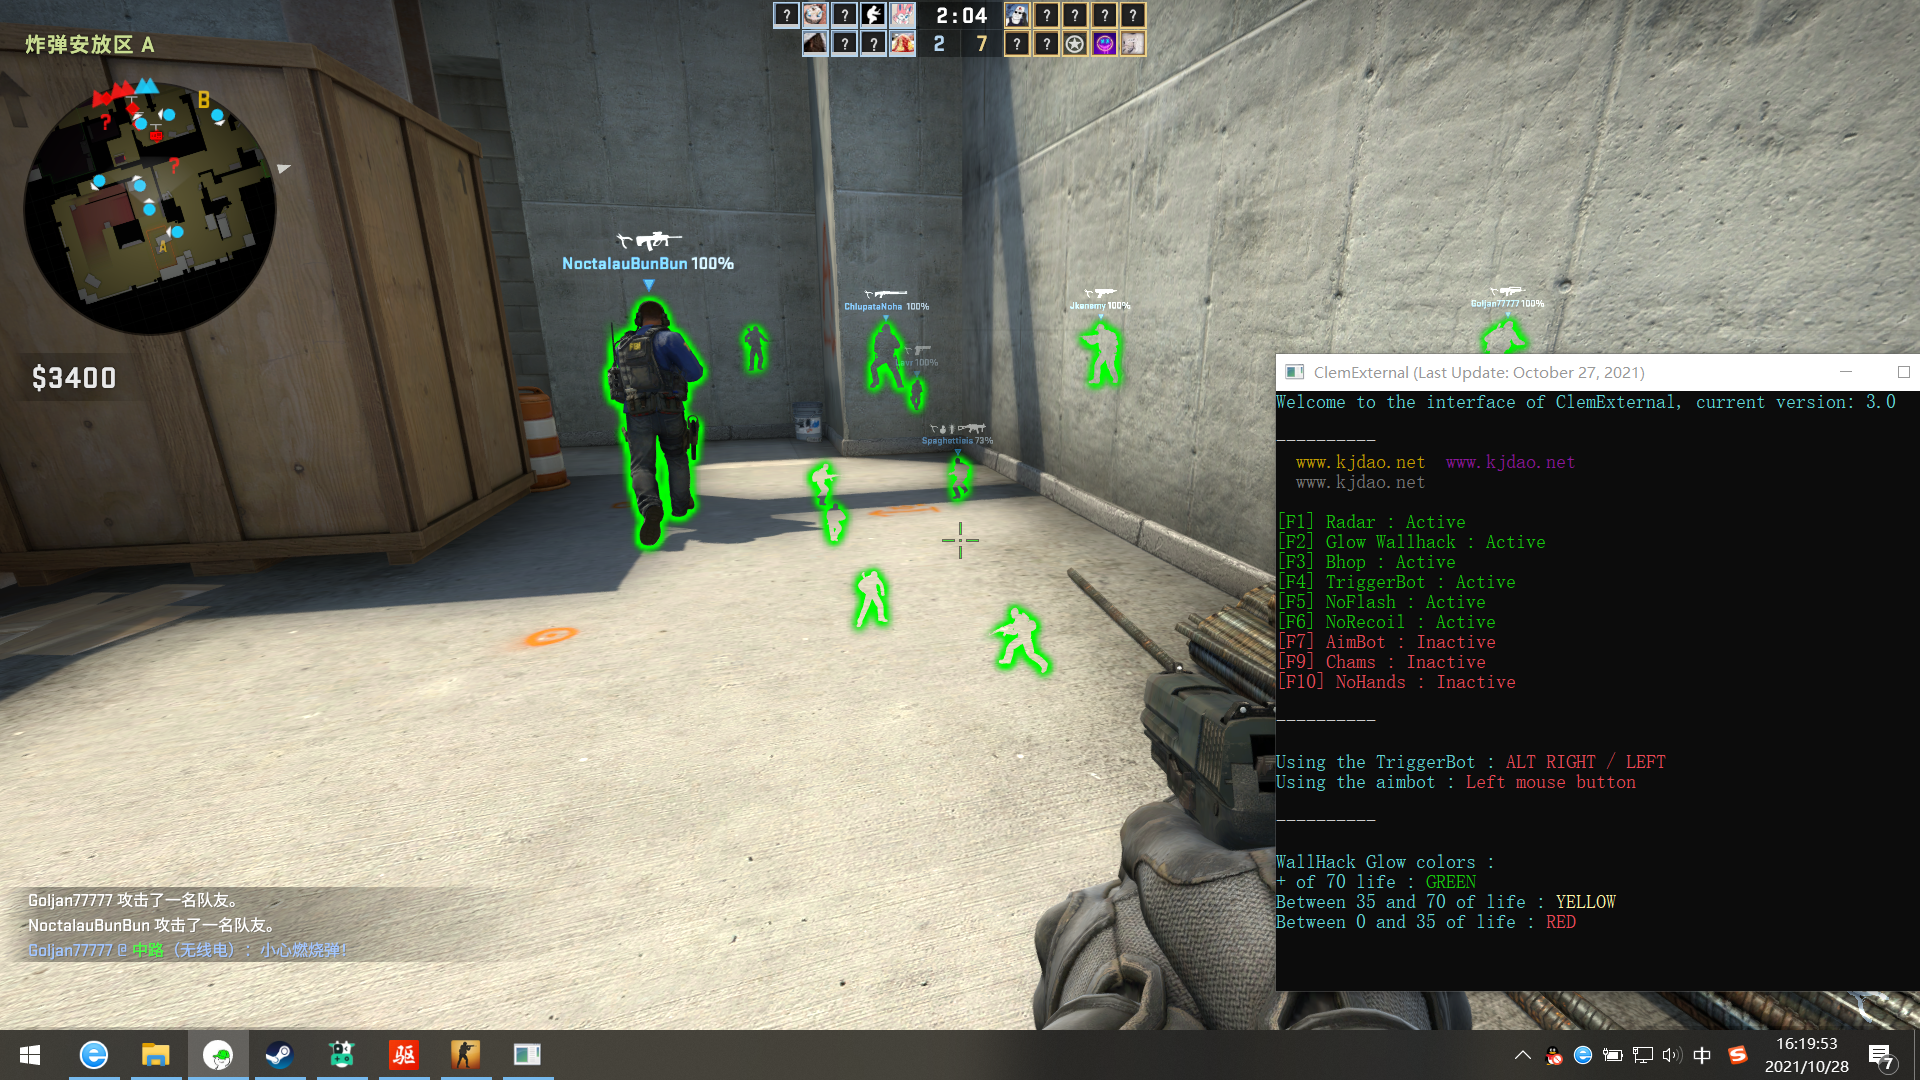 炸弹安放区 A
B
A
$3400
2:04
2 7
NoctalauBunBun 100%
ChlupataNoha 100%
Jkenemy 100%
Goljan77777 100%
100%
Spaghettiois 73%
Goljan77777 攻击了一名队友。
NoctalauBunBun 攻击了一名队友。
Goljan77777 @ 中路（无线电）：小心燃烧弹！
ClemExternal (Last Update: October 27, 2021)
Welcome to the interface of ClemExternal, current version: 3.0
----------
www.kjdao.net www.kjdao.net
www.kjdao.net
[F1] Radar : Active
[F2] Glow Wallhack : Active
[F3] Bhop : Active
[F4] TriggerBot : Active
[F5] NoFlash : Active
[F6] NoRecoil : Active
[F7] AimBot : Inactive
[F9] Chams : Inactive
[F10] NoHands : Inactive
----------
Using the TriggerBot : ALT RIGHT / LEFT
Using the aimbot : Left mouse button
----------
WallHack Glow colors :
+ of 70 life : GREEN
Between 35 and 70 of life : YELLOW
Between 0 and 35 of life : RED
驱
中
16:19:53
2021/10/28
7